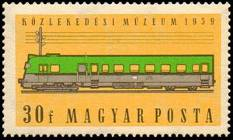 KÖZLEKEDÉSI MÚZEUM 1959
30f MAGYAR POSTA